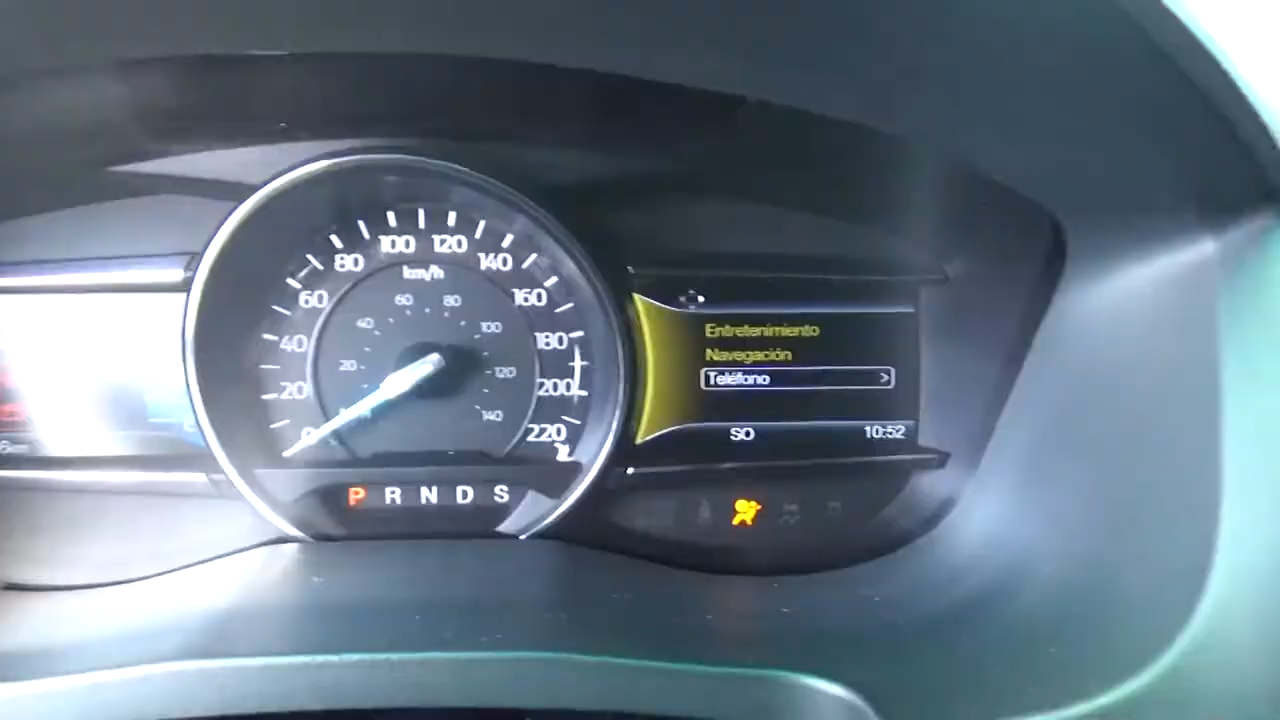 100 120
80 140
km/h
60 160
60 80
40 100
40 180
20 120
20 200
140
220
P R N D S
Entretenimiento
Navegación
Teléfono >
SO 10:52